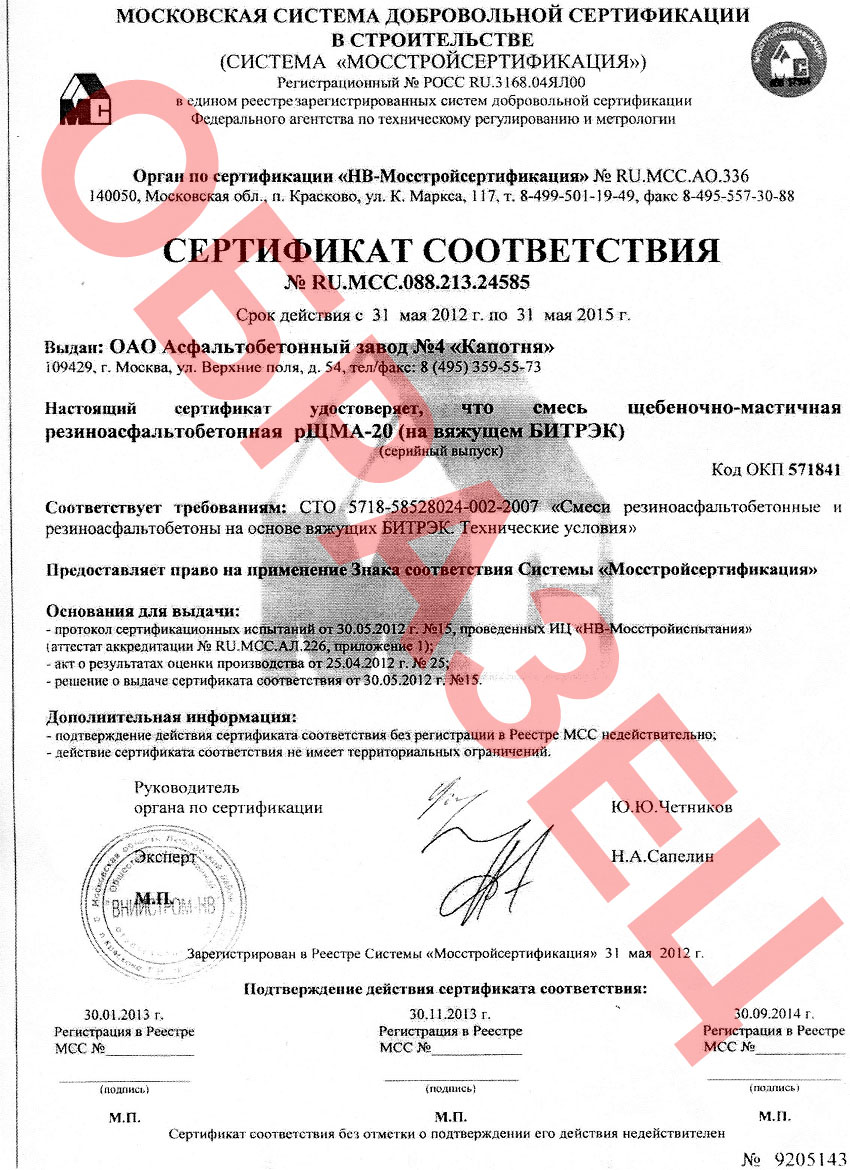 МОСКОВСКАЯ СИСТЕМА ДОБРОВОЛЬНОЙ СЕРТИФИКАЦИИ
В СТРОИТЕЛЬСТВЕ
(СИСТЕМА «МОССТРОЙСЕРТИФИКАЦИЯ»)
Регистрационный № РОСС RU.3168.04ЯЛ00
в едином реестрезарегистрированных систем добровольной сертификации
Федерального агентства по техническому регулированию и метрологии
МОССТРОЙСЕРТИФИКАЦИЯ
МС
МС
Орган по сертификации «НВ-Мосстройсертификация» № RU.MCC.АО.336
140050, Московская обл., п. Красково, ул. К. Маркса, 117, т. 8-499-501-19-49, факс 8-495-557-30-88
СЕРТИФИКАТ СООТВЕТСТВИЯ
№ RU.MCC.088.213.24585
Срок действия с 31 мая 2012 г. по 31 мая 2015 г.
Выдан: ОАО Асфальтобетонный завод №4 «Капотня»
109429, г. Москва, ул. Верхние поля, д. 54, тел/факс: 8 (495) 359-55-73
Настоящий сертификат удостоверяет, что смесь щебеночно-мастичная
резиноасфальтобетонная рЩМА-20 (на вяжущем БИТРЭК)
(серийный выпуск)
Код ОКП 571841
Соответствует требованиям: СТО 5718-58528024-002-2007 «Смеси резиноасфальтобетонные и
резиноасфальтобетоны на основе вяжущих БИТРЭК. Технические условия»
Предоставляет право на применение Знака соответствия Системы «Мосстройсертификация»
Основания для выдачи:
- протокол сертификационных испытаний от 30.05.2012 г. №15, проведенных ИЦ «НВ-Мосстройиспытания»
(аттестат аккредитации № RU.MCC.АЛ.226, приложение 1);
- акт о результатах оценки производства от 25.04.2012 г. № 25;
- решение о выдаче сертификата соответствия от 30.05.2012 г. №15.
Дополнительная информация:
- подтверждение действия сертификата соответствия без регистрации в Реестре МСС недействительно;
- действие сертификата соответствия не имеет территориальных ограничений.
Руководитель
органа по сертификации Ю.Ю.Четников
Эксперт Н.А.Сапелин
М.П.
ВНИИСТРОМ-НВ
Московская область
Зарегистрирован в Реестре Системы «Мосстройсертификация» 31 мая 2012 г.
Подтверждение действия сертификата соответствия:
30.01.2013 г. 30.11.2013 г. 30.09.2014 г.
Регистрация в Реестре Регистрация в Реестре Регистрация в Реестре
МСС №____________ МСС №____________ МСС №____________
(подпись) (подпись) (подпись)
М.П. М.П. М.П.
Сертификат соответствия без отметки о подтверждении его действия недействителен
№ 9205143
ОБРАЗЕЦ